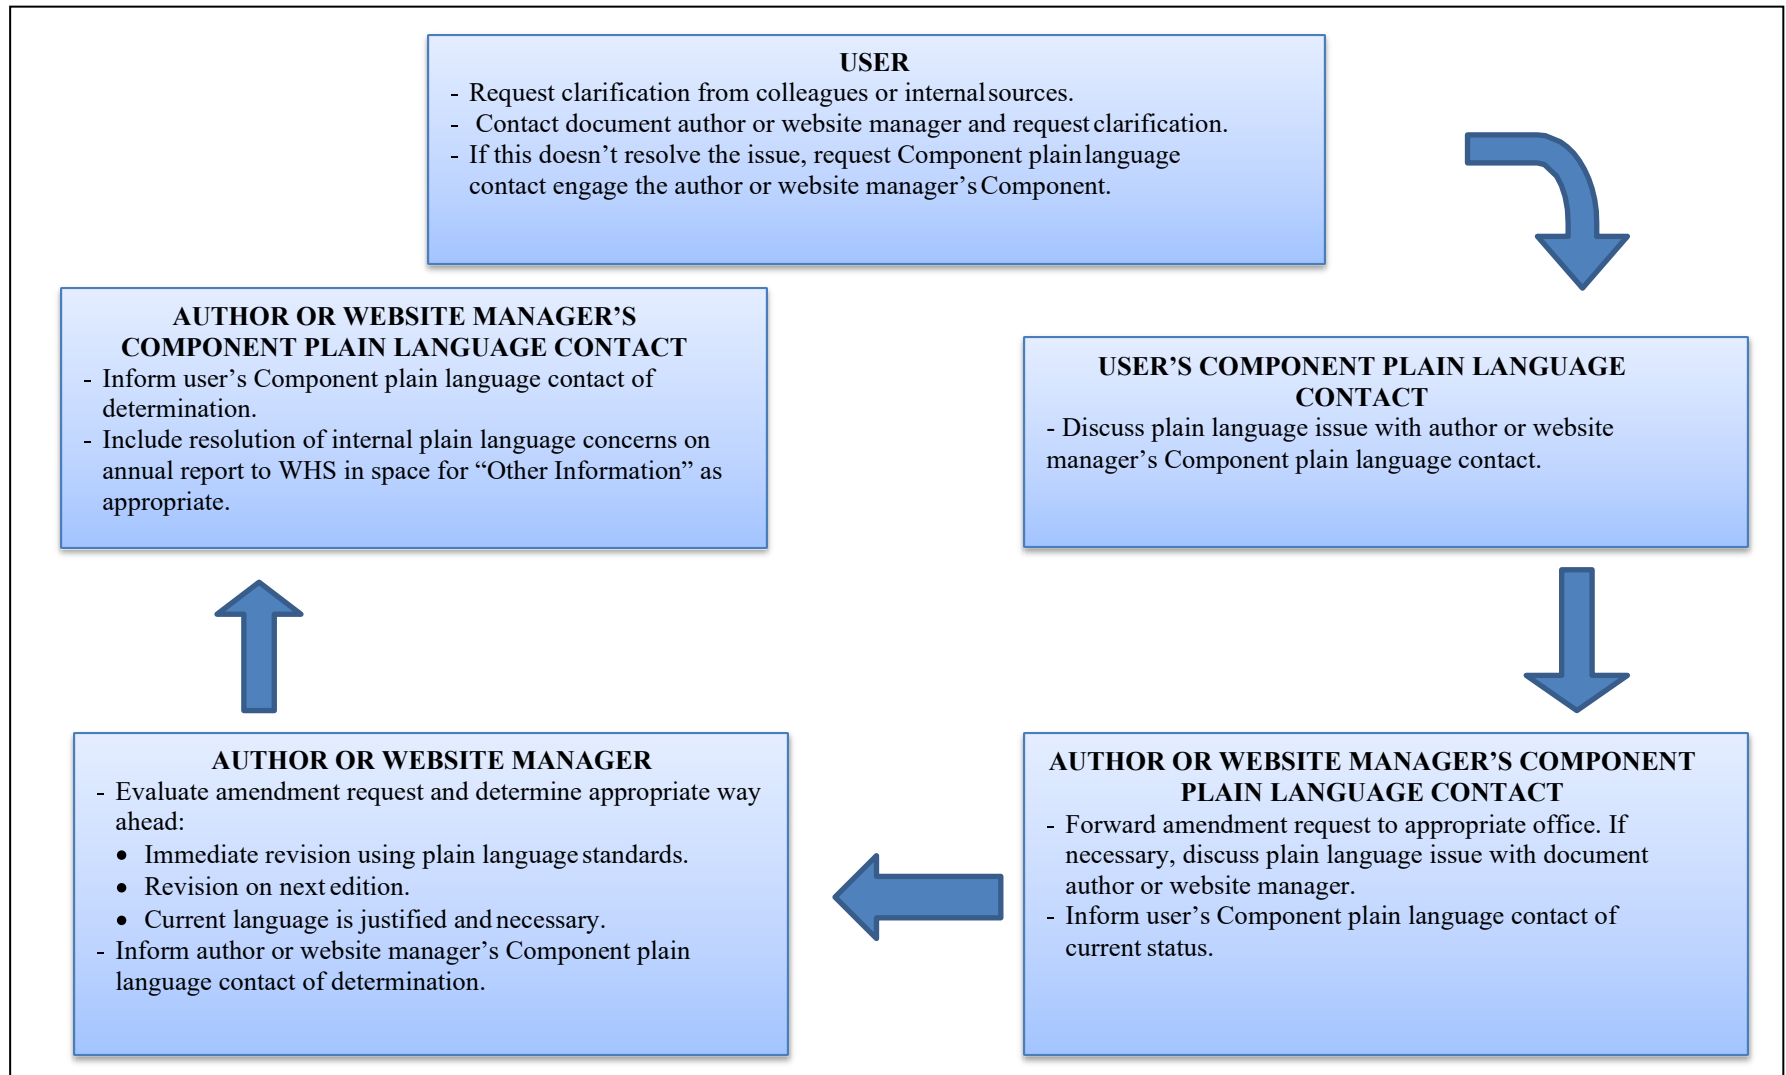 USER
- Request clarification from colleagues or internal sources.
- Contact document author or website manager and request clarification.
- If this doesn’t resolve the issue, request Component plain language
contact engage the author or website manager’s Component.
USER’S COMPONENT PLAIN LANGUAGE
CONTACT
- Discuss plain language issue with author or website
manager’s Component plain language contact.
AUTHOR OR WEBSITE MANAGER’S COMPONENT
PLAIN LANGUAGE CONTACT
- Forward amendment request to appropriate office. If
necessary, discuss plain language issue with document
author or website manager.
- Inform user’s Component plain language contact of
current status.
AUTHOR OR WEBSITE MANAGER
- Evaluate amendment request and determine appropriate way
ahead:
• Immediate revision using plain language standards.
• Revision on next edition.
• Current language is justified and necessary.
- Inform author or website manager’s Component plain
language contact of determination.
AUTHOR OR WEBSITE MANAGER’S
COMPONENT PLAIN LANGUAGE CONTACT
- Inform user’s Component plain language contact of
determination.
- Include resolution of internal plain language concerns on
annual report to WHS in space for “Other Information” as
appropriate.